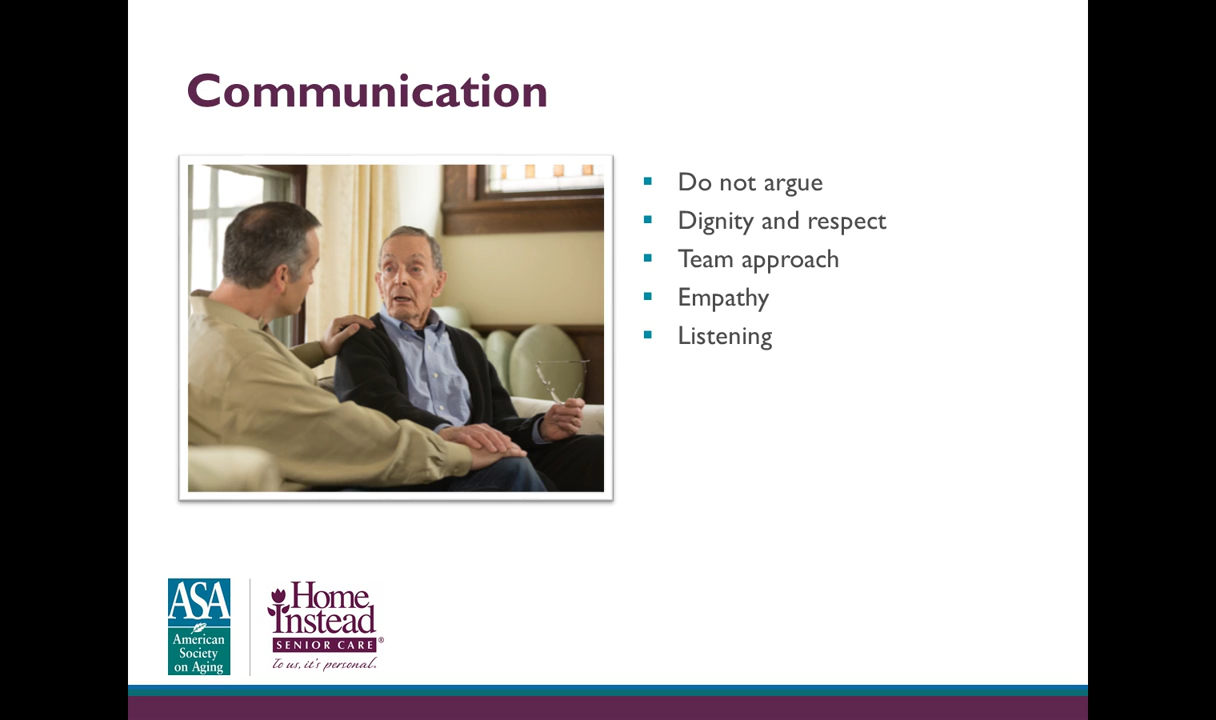 Communication
Do not argue
Dignity and respect
Team approach
Empathy
Listening
ASA
American
Society
on Aging
Home
Instead
SENIOR CARE®
To us, it's personal.